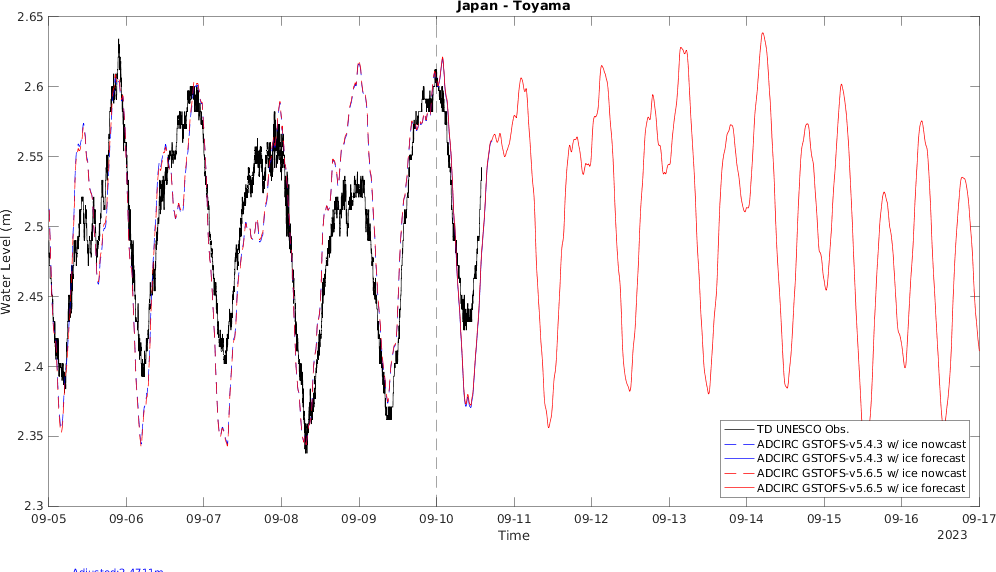 Japan - Toyama
2.65
2.6
2.55
2.5
2.45
2.4
2.35
2.3
Water Level (m)
TD UNESCO Obs.
ADCIRC GSTOFS-v5.4.3 w/ ice nowcast
ADCIRC GSTOFS-v5.4.3 w/ ice forecast
ADCIRC GSTOFS-v5.6.5 w/ ice nowcast
ADCIRC GSTOFS-v5.6.5 w/ ice forecast
09-05 09-06 09-07 09-08 09-09 09-10 09-11 09-12 09-13 09-14 09-15 09-16 09-17
Time
2023
Adjusted:2.4711m